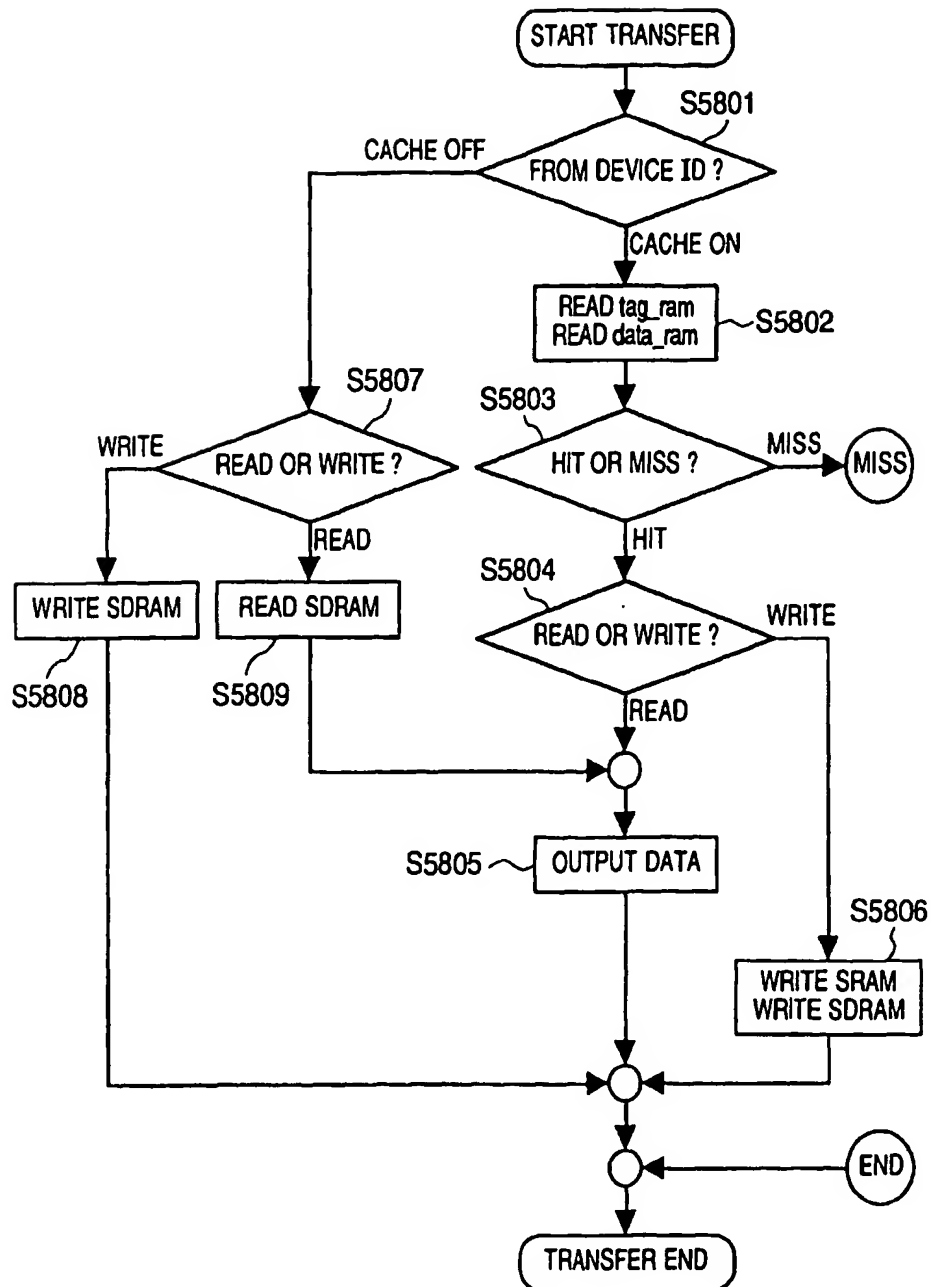 START TRANSFER
S5801
CACHE OFF
FROM DEVICE ID ?
CACHE ON
READ tag_ram
READ data_ram
S5802
S5807
S5803
WRITE
READ OR WRITE ?
HIT OR MISS ?
MISS
MISS
READ
HIT
S5804
WRITE SDRAM
READ SDRAM
READ OR WRITE ?
WRITE
S5808
S5809
READ
S5805
OUTPUT DATA
S5806
WRITE SRAM
WRITE SDRAM
END
TRANSFER END